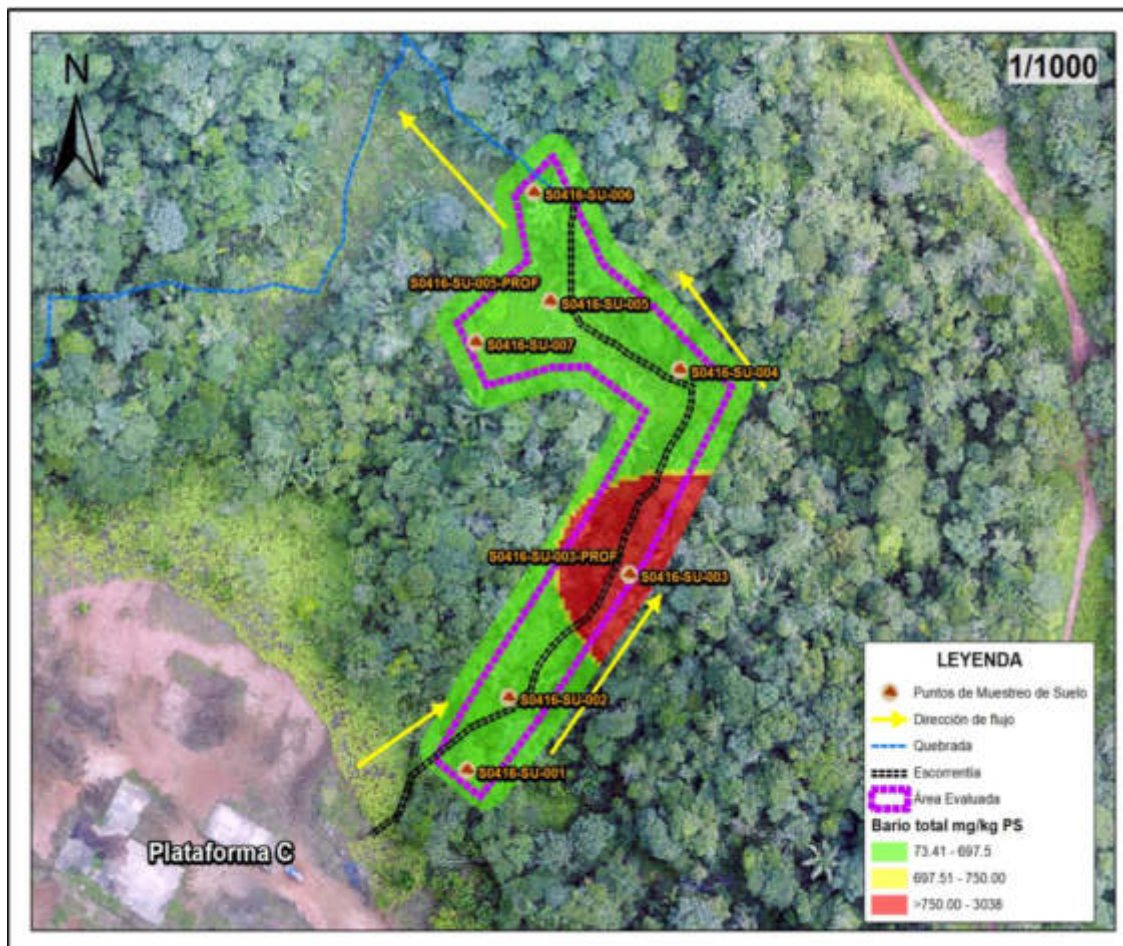 N
1/1000
S0416-SU-006
S0416-SU-005-PROF
S0416-SU-005
S0416-SU-007
S0416-SU-004
S0416-SU-003-PROF
S0416-SU-003
S0416-SU-002
S0416-SU-001
Plataforma C
LEYENDA
Puntos de Muestreo de Suelo
Dirección de flujo
Quebrada
Escorrentía
Área Evaluada
Bario total mg/kg PS
73.41 - 697.5
697.51 - 750.00
>750.00 - 3038